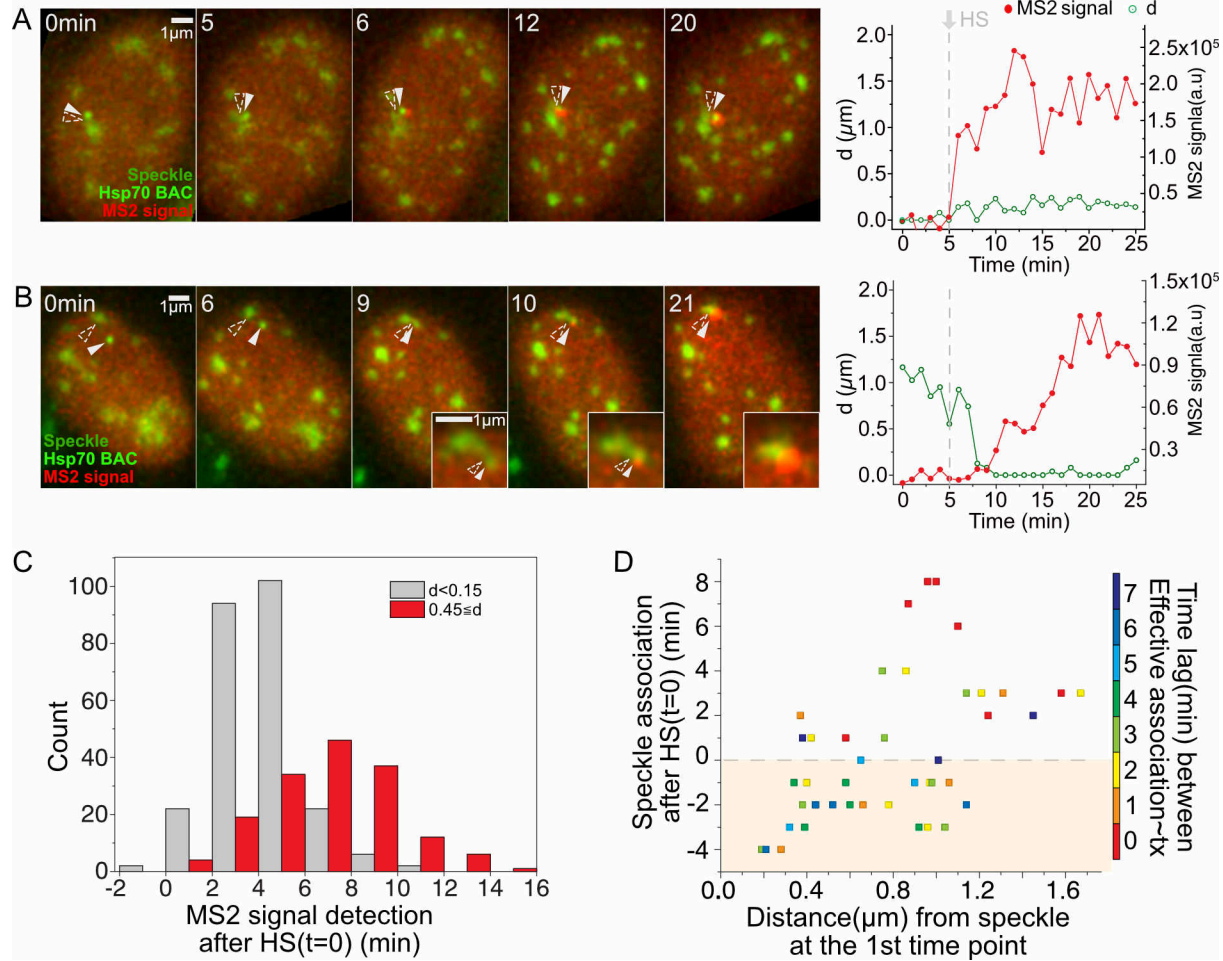 A
0min
1µm
5
6
12
20
Speckle
Hsp70 BAC
MS2 signal
HS
MS2 signal
d
2.0
1.5
1.0
0.5
0.0
d (µm)
2.5x10⁵
2.0
1.5
1.0
0.5
MS2 signla(a.u)
0 5 10 15 20 25
Time (min)
B
0min
1µm
6
9
10
21
1µm
Speckle
Hsp70 BAC
MS2 signal
2.0
1.5
1.0
0.5
0.0
d (µm)
1.5x10⁵
1.2
0.9
0.6
0.3
MS2 signla(a.u)
0 5 10 15 20 25
Time (min)
C
d<0.15
0.45≦d
100
80
60
40
20
0
Count
-2 0 2 4 6 8 10 12 14 16
MS2 signal detection
after HS(t=0) (min)
D
8
6
4
2
0
-2
-4
Speckle association
after HS(t=0) (min)
0.0 0.4 0.8 1.2 1.6
Distance(µm) from speckle
at the 1st time point
7
6
5
4
3
2
1
0
Time lag(min) between
Effective association~tx